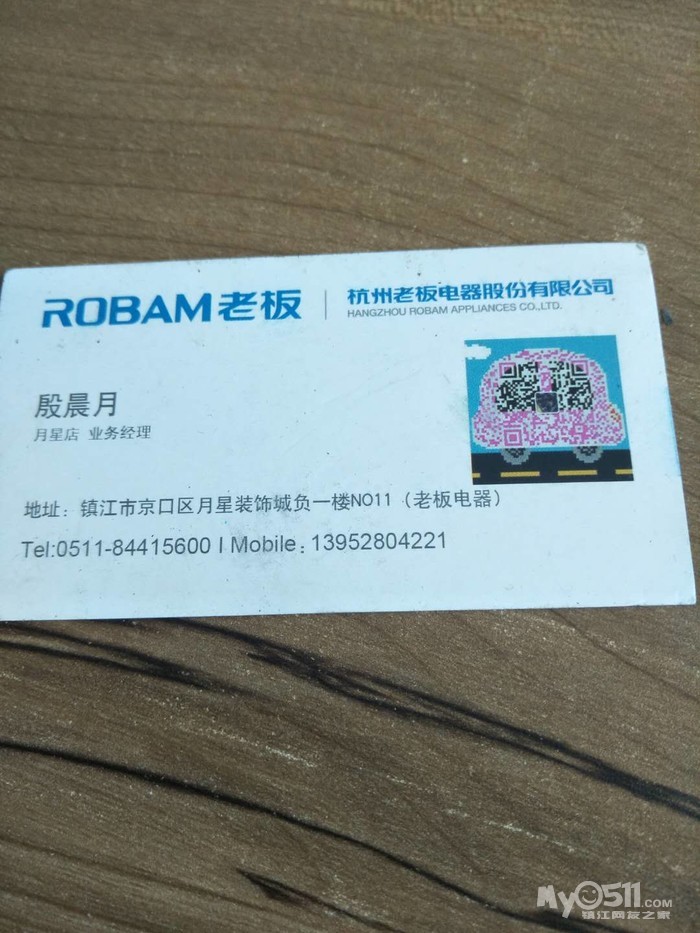 ROBAM老板
杭州老板电器股份有限公司
HANGZHOU ROBAM APPLIANCES CO.,LTD.
殷晨月
月星店 业务经理
地址：镇江市京口区月星装饰城负一楼NO11（老板电器）
Tel:0511-84415600 I Mobile：13952804221
My0511.COM
镇江网友之家